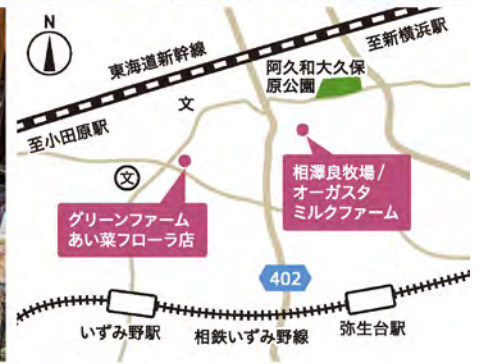 N
東海道新幹線
至新横浜駅
阿久和大久保
原公園
文
至小田原駅
文
相澤良牧場/
オーガスタ
ミルクファーム
グリーンファーム
あい菜フローラ店
402
いずみ野駅
相鉄いずみ野線
弥生台駅